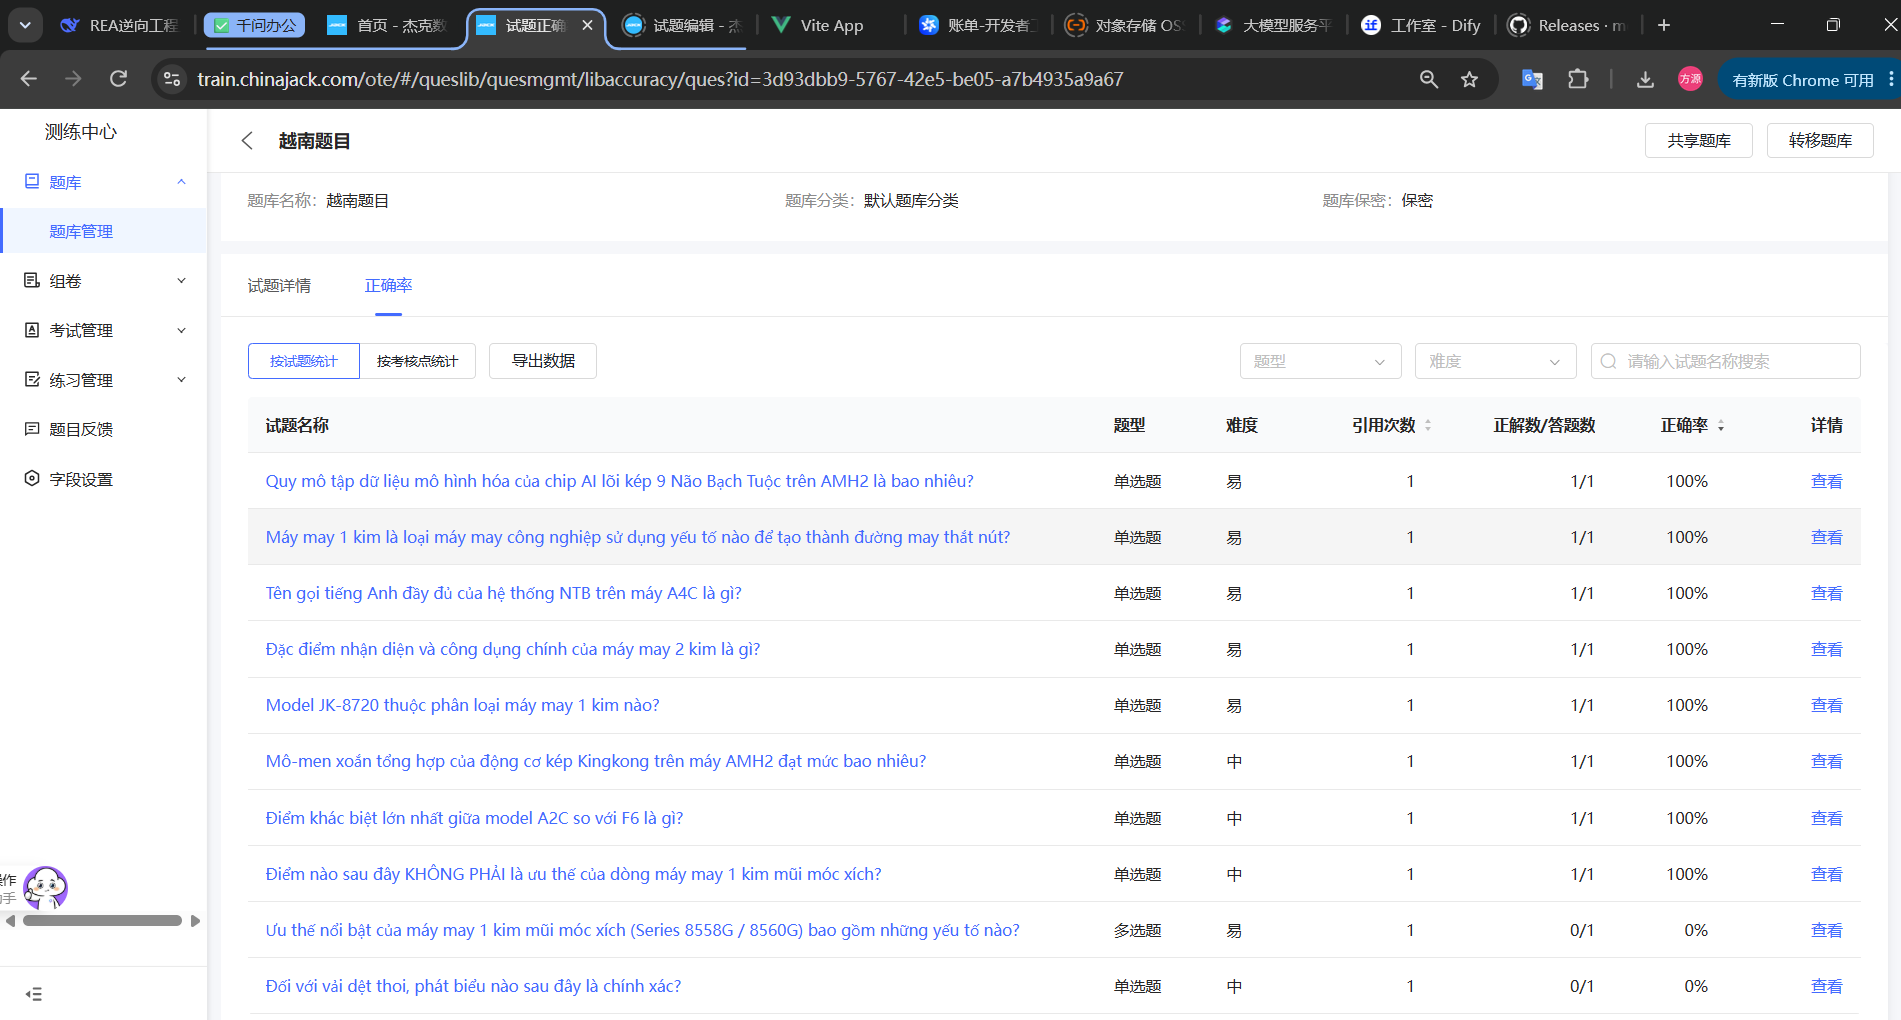 REA逆向工程
千问办公
首页 - 杰克数
试题正确
试题编辑 - 杰
Vite App
账单-开发者工
对象存储 OSS
大模型服务平
工作室 - Dify
Releases · m
train.chinajack.com/ote/#/queslib/quesmgmt/libaccuracy/ques?id=3d93dbb9-5767-42e5-be05-a7b4935a9a67
方源
有新版 Chrome 可用
测练中心
题库
题库管理
组卷
考试管理
练习管理
题目反馈
字段设置
操作
助手
越南题目
共享题库
转移题库
题库名称：越南题目
题库分类：默认题库分类
题库保密：保密
试题详情
正确率
按试题统计
按考核点统计
导出数据
题型
难度
请输入试题名称搜索
试题名称 题型 难度 引用次数 正解数/答题数 正确率 详情
Quy mô tập dữ liệu mô hình hóa của chip AI lõi kép 9 Não Bạch Tuộc trên AMH2 là bao nhiêu? 单选题 易 1 1/1 100% 查看
Máy may 1 kim là loại máy may công nghiệp sử dụng yếu tố nào để tạo thành đường may thắt nút? 单选题 易 1 1/1 100% 查看
Tên gọi tiếng Anh đầy đủ của hệ thống NTB trên máy A4C là gì? 单选题 易 1 1/1 100% 查看
Đặc điểm nhận diện và công dụng chính của máy may 2 kim là gì? 单选题 易 1 1/1 100% 查看
Model JK-8720 thuộc phân loại máy may 1 kim nào? 单选题 易 1 1/1 100% 查看
Mô-men xoắn tổng hợp của động cơ kép Kingkong trên máy AMH2 đạt mức bao nhiêu? 单选题 中 1 1/1 100% 查看
Điểm khác biệt lớn nhất giữa model A2C so với F6 là gì? 单选题 中 1 1/1 100% 查看
Điểm nào sau đây KHÔNG PHẢI là ưu thế của dòng máy may 1 kim mũi móc xích? 单选题 中 1 1/1 100% 查看
Ưu thế nổi bật của máy may 1 kim mũi móc xích (Series 8558G / 8560G) bao gồm những yếu tố nào? 多选题 易 1 0/1 0% 查看
Đối với vải dệt thoi, phát biểu nào sau đây là chính xác? 单选题 中 1 0/1 0% 查看